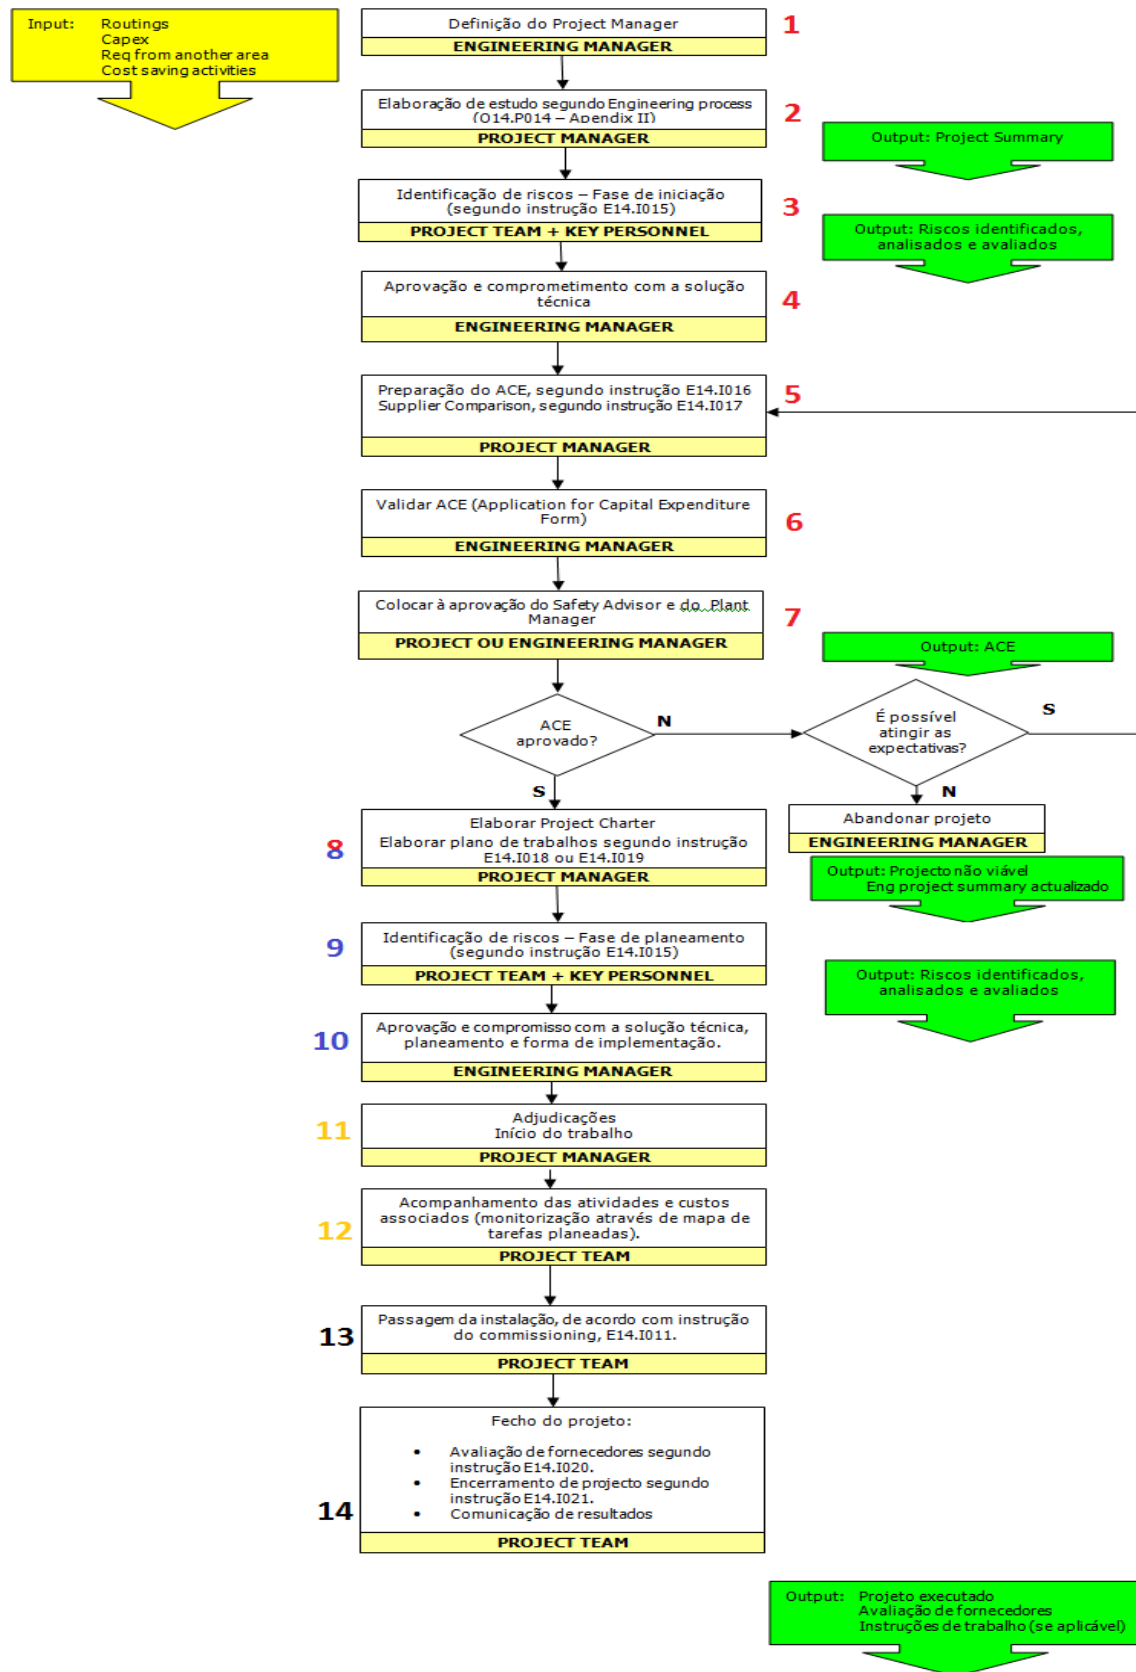 Input: Routings
Capex
Req from another area
Cost saving activities
Definição do Project Manager
ENGINEERING MANAGER
1
Elaboração de estudo segundo Engineering process
(O14.P014 – Apendix II)
PROJECT MANAGER
2
Output: Project Summary
Identificação de riscos – Fase de iniciação
(segundo instrução E14.I015)
PROJECT TEAM + KEY PERSONNEL
3
Output: Riscos identificados,
analisados e avaliados
Aprovação e comprometimento com a solução
técnica
ENGINEERING MANAGER
4
Preparação do ACE, segundo instrução E14.I016
Supplier Comparison, segundo instrução E14.I017
PROJECT MANAGER
5
Validar ACE (Application for Capital Expenditure
Form)
ENGINEERING MANAGER
6
Colocar à aprovação do Safety Advisor e do Plant
Manager
PROJECT OU ENGINEERING MANAGER
7
Output: ACE
ACE
aprovado?
N
É possível
atingir as
expectativas?
S
S
N
Abandonar projeto
ENGINEERING MANAGER
Output: Projecto não viável
Eng project summary actualizado
8
Elaborar Project Charter
Elaborar plano de trabalhos segundo instrução
E14.I018 ou E14.I019
PROJECT MANAGER
9
Identificação de riscos – Fase de planeamento
(segundo instrução E14.I015)
PROJECT TEAM + KEY PERSONNEL
Output: Riscos identificados,
analisados e avaliados
10
Aprovação e compromisso com a solução técnica,
planeamento e forma de implementação.
ENGINEERING MANAGER
11
Adjudicações
Início do trabalho
PROJECT MANAGER
12
Acompanhamento das atividades e custos
associados (monitorização através de mapa de
tarefas planeadas).
PROJECT TEAM
13
Passagem da instalação, de acordo com instrução
do commissioning, E14.I011.
PROJECT TEAM
14
Fecho do projeto:
• Avaliação de fornecedores segundo
instrução E14.I020.
• Encerramento de projecto segundo
instrução E14.I021.
• Comunicação de resultados
PROJECT TEAM
Output: Projeto executado
Avaliação de fornecedores
Instruções de trabalho (se aplicável)